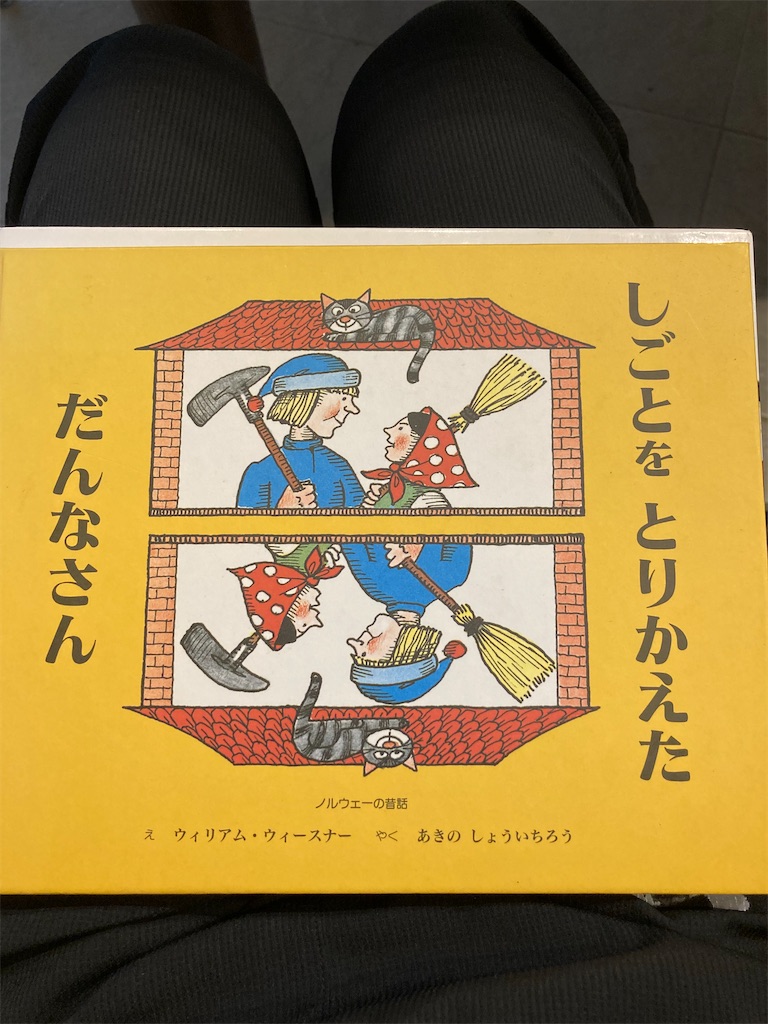 しごとを とりかえた
だんなさん
ノルウェーの昔話
え ウィリアム・ウィースナー やく あきの しょういちろう